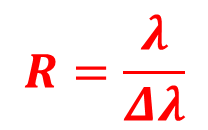 R = λ / Δλ